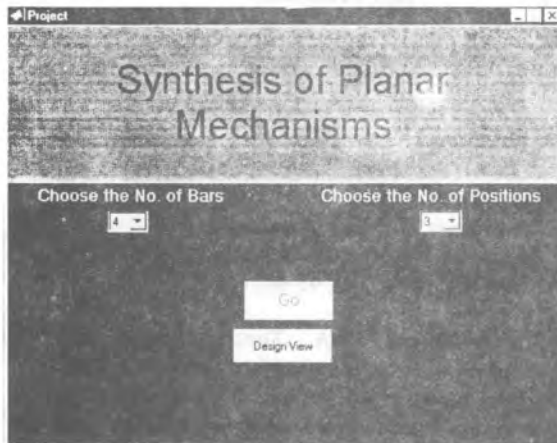 Project
Synthesis of Planar
Mechanisms
Choose the No. of Bars
Choose the No. of Positions
4
3
Go
Design View